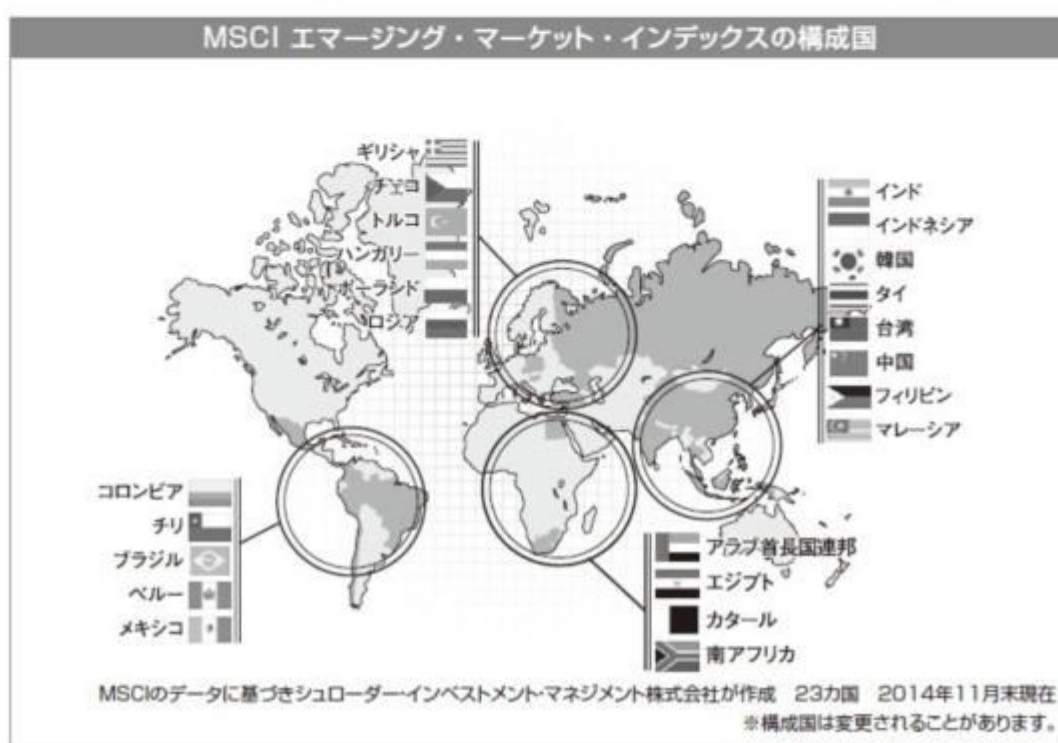 MSCI エマージング・マーケット・インデックスの構成国
ギリシャ
チェコ
トルコ
ハンガリー
ポーランド
ロシア
インド
インドネシア
韓国
タイ
台湾
中国
フィリピン
マレーシア
コロンビア
チリ
ブラジル
ペルー
メキシコ
アラブ首長国連邦
エジプト
カタール
南アフリカ
MSCIのデータに基づきシュローダー・インベストメント・マネジメント株式会社が作成 23カ国 2014年11月末現在
※構成国は変更されることがあります。